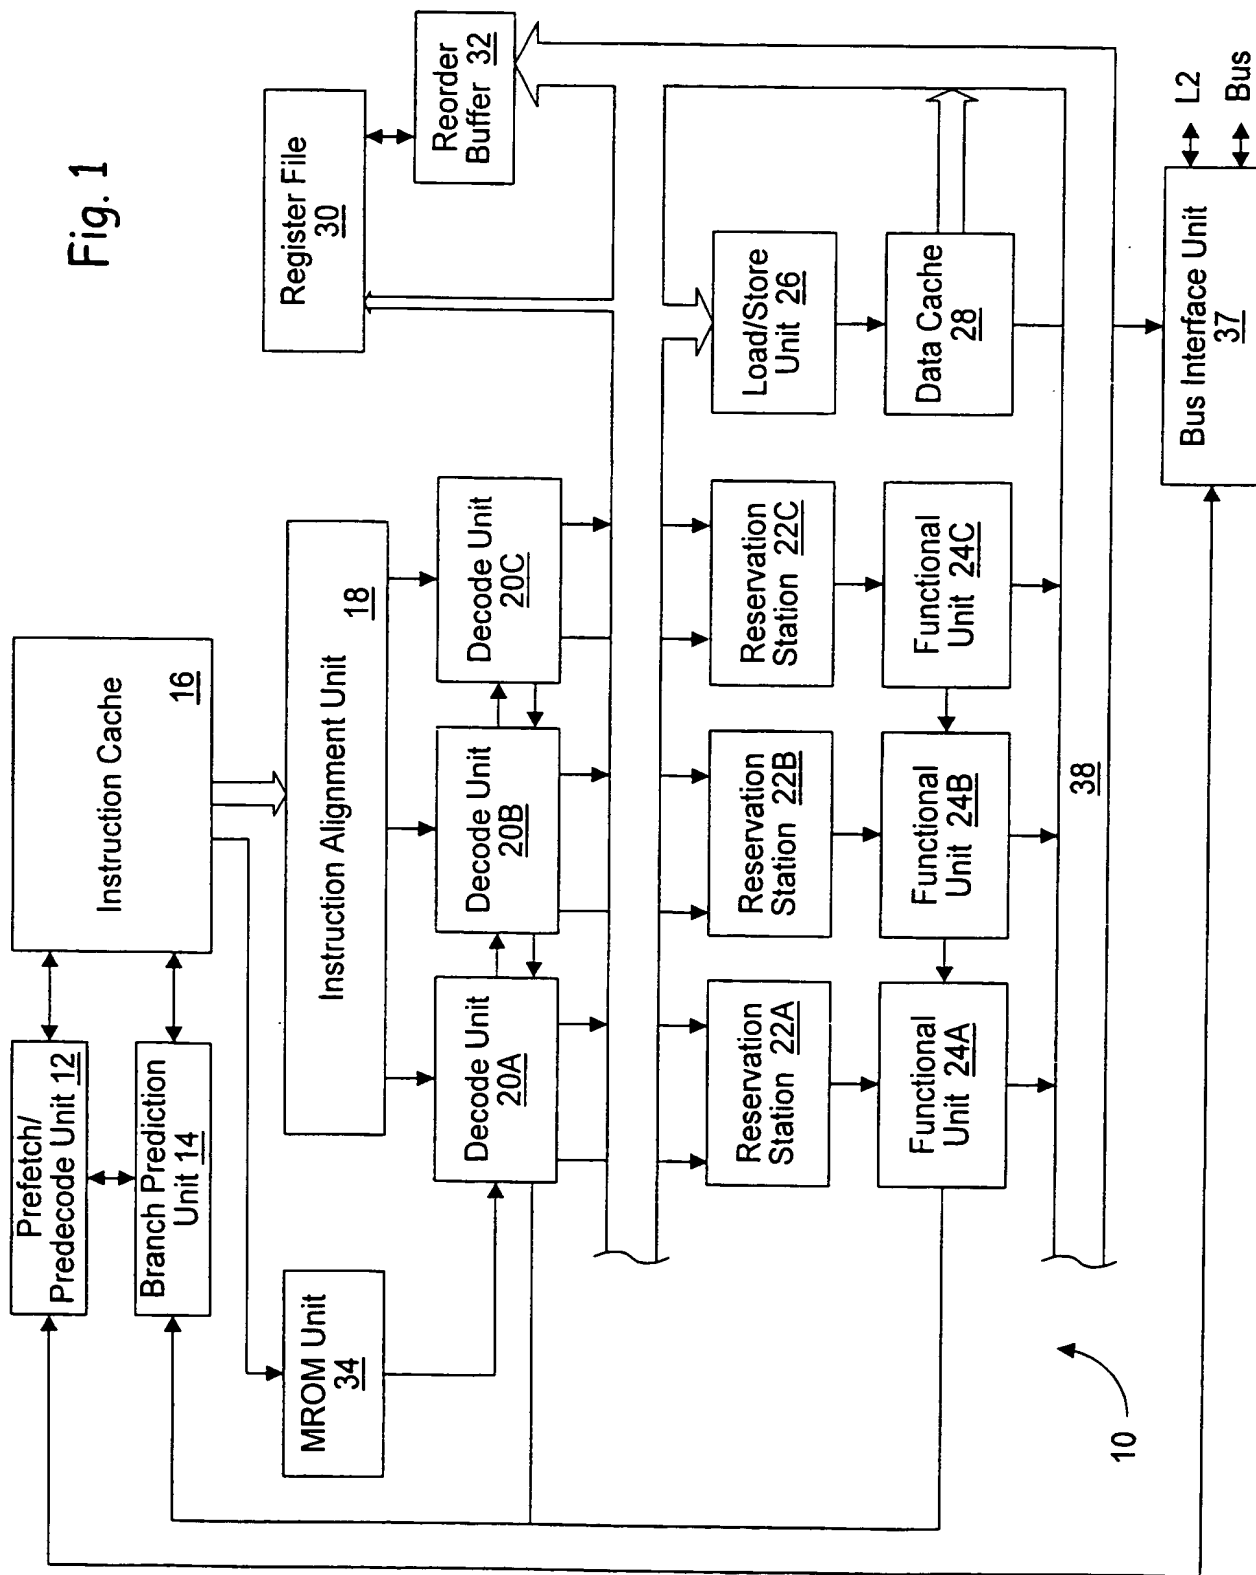 Fig. 1
Prefetch/
Predecode Unit 12
Branch Prediction
Unit 14
Instruction Cache
16
Register File
30
Reorder
Buffer 32
MROM Unit
34
Instruction Alignment Unit
18
Decode Unit
20A
Decode Unit
20B
Decode Unit
20C
Reservation
Station 22A
Reservation
Station 22B
Reservation
Station 22C
Load/Store
Unit 26
Functional
Unit 24A
Functional
Unit 24B
Functional
Unit 24C
Data Cache
28
38
10
Bus Interface Unit
37
L2
Bus